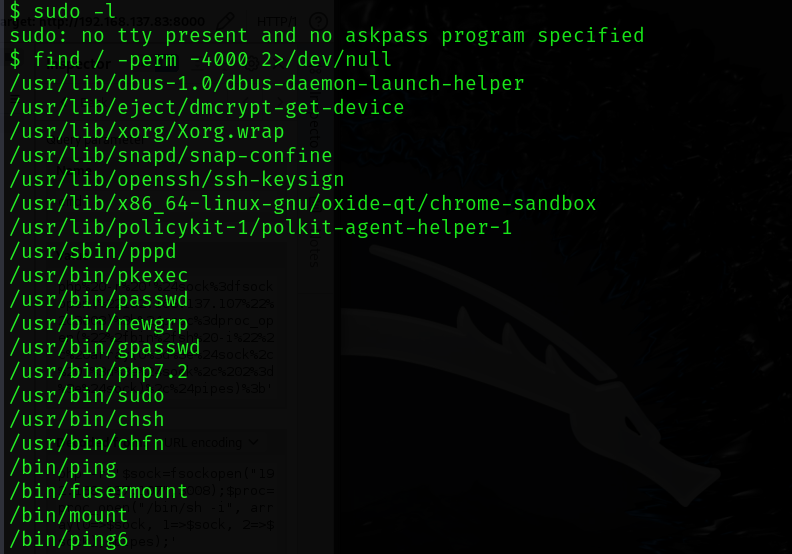 $ sudo -l
sudo: no tty present and no askpass program specified
$ find / -perm -4000 2>/dev/null
/usr/lib/dbus-1.0/dbus-daemon-launch-helper
/usr/lib/eject/dmcrypt-get-device
/usr/lib/xorg/Xorg.wrap
/usr/lib/snapd/snap-confine
/usr/lib/openssh/ssh-keysign
/usr/lib/x86_64-linux-gnu/oxide-qt/chrome-sandbox
/usr/lib/policykit-1/polkit-agent-helper-1
/usr/sbin/pppd
/usr/bin/pkexec
/usr/bin/passwd
/usr/bin/newgrp
/usr/bin/gpasswd
/usr/bin/php7.2
/usr/bin/sudo
/usr/bin/chsh
/usr/bin/chfn
/bin/ping
/bin/fusermount
/bin/mount
/bin/ping6